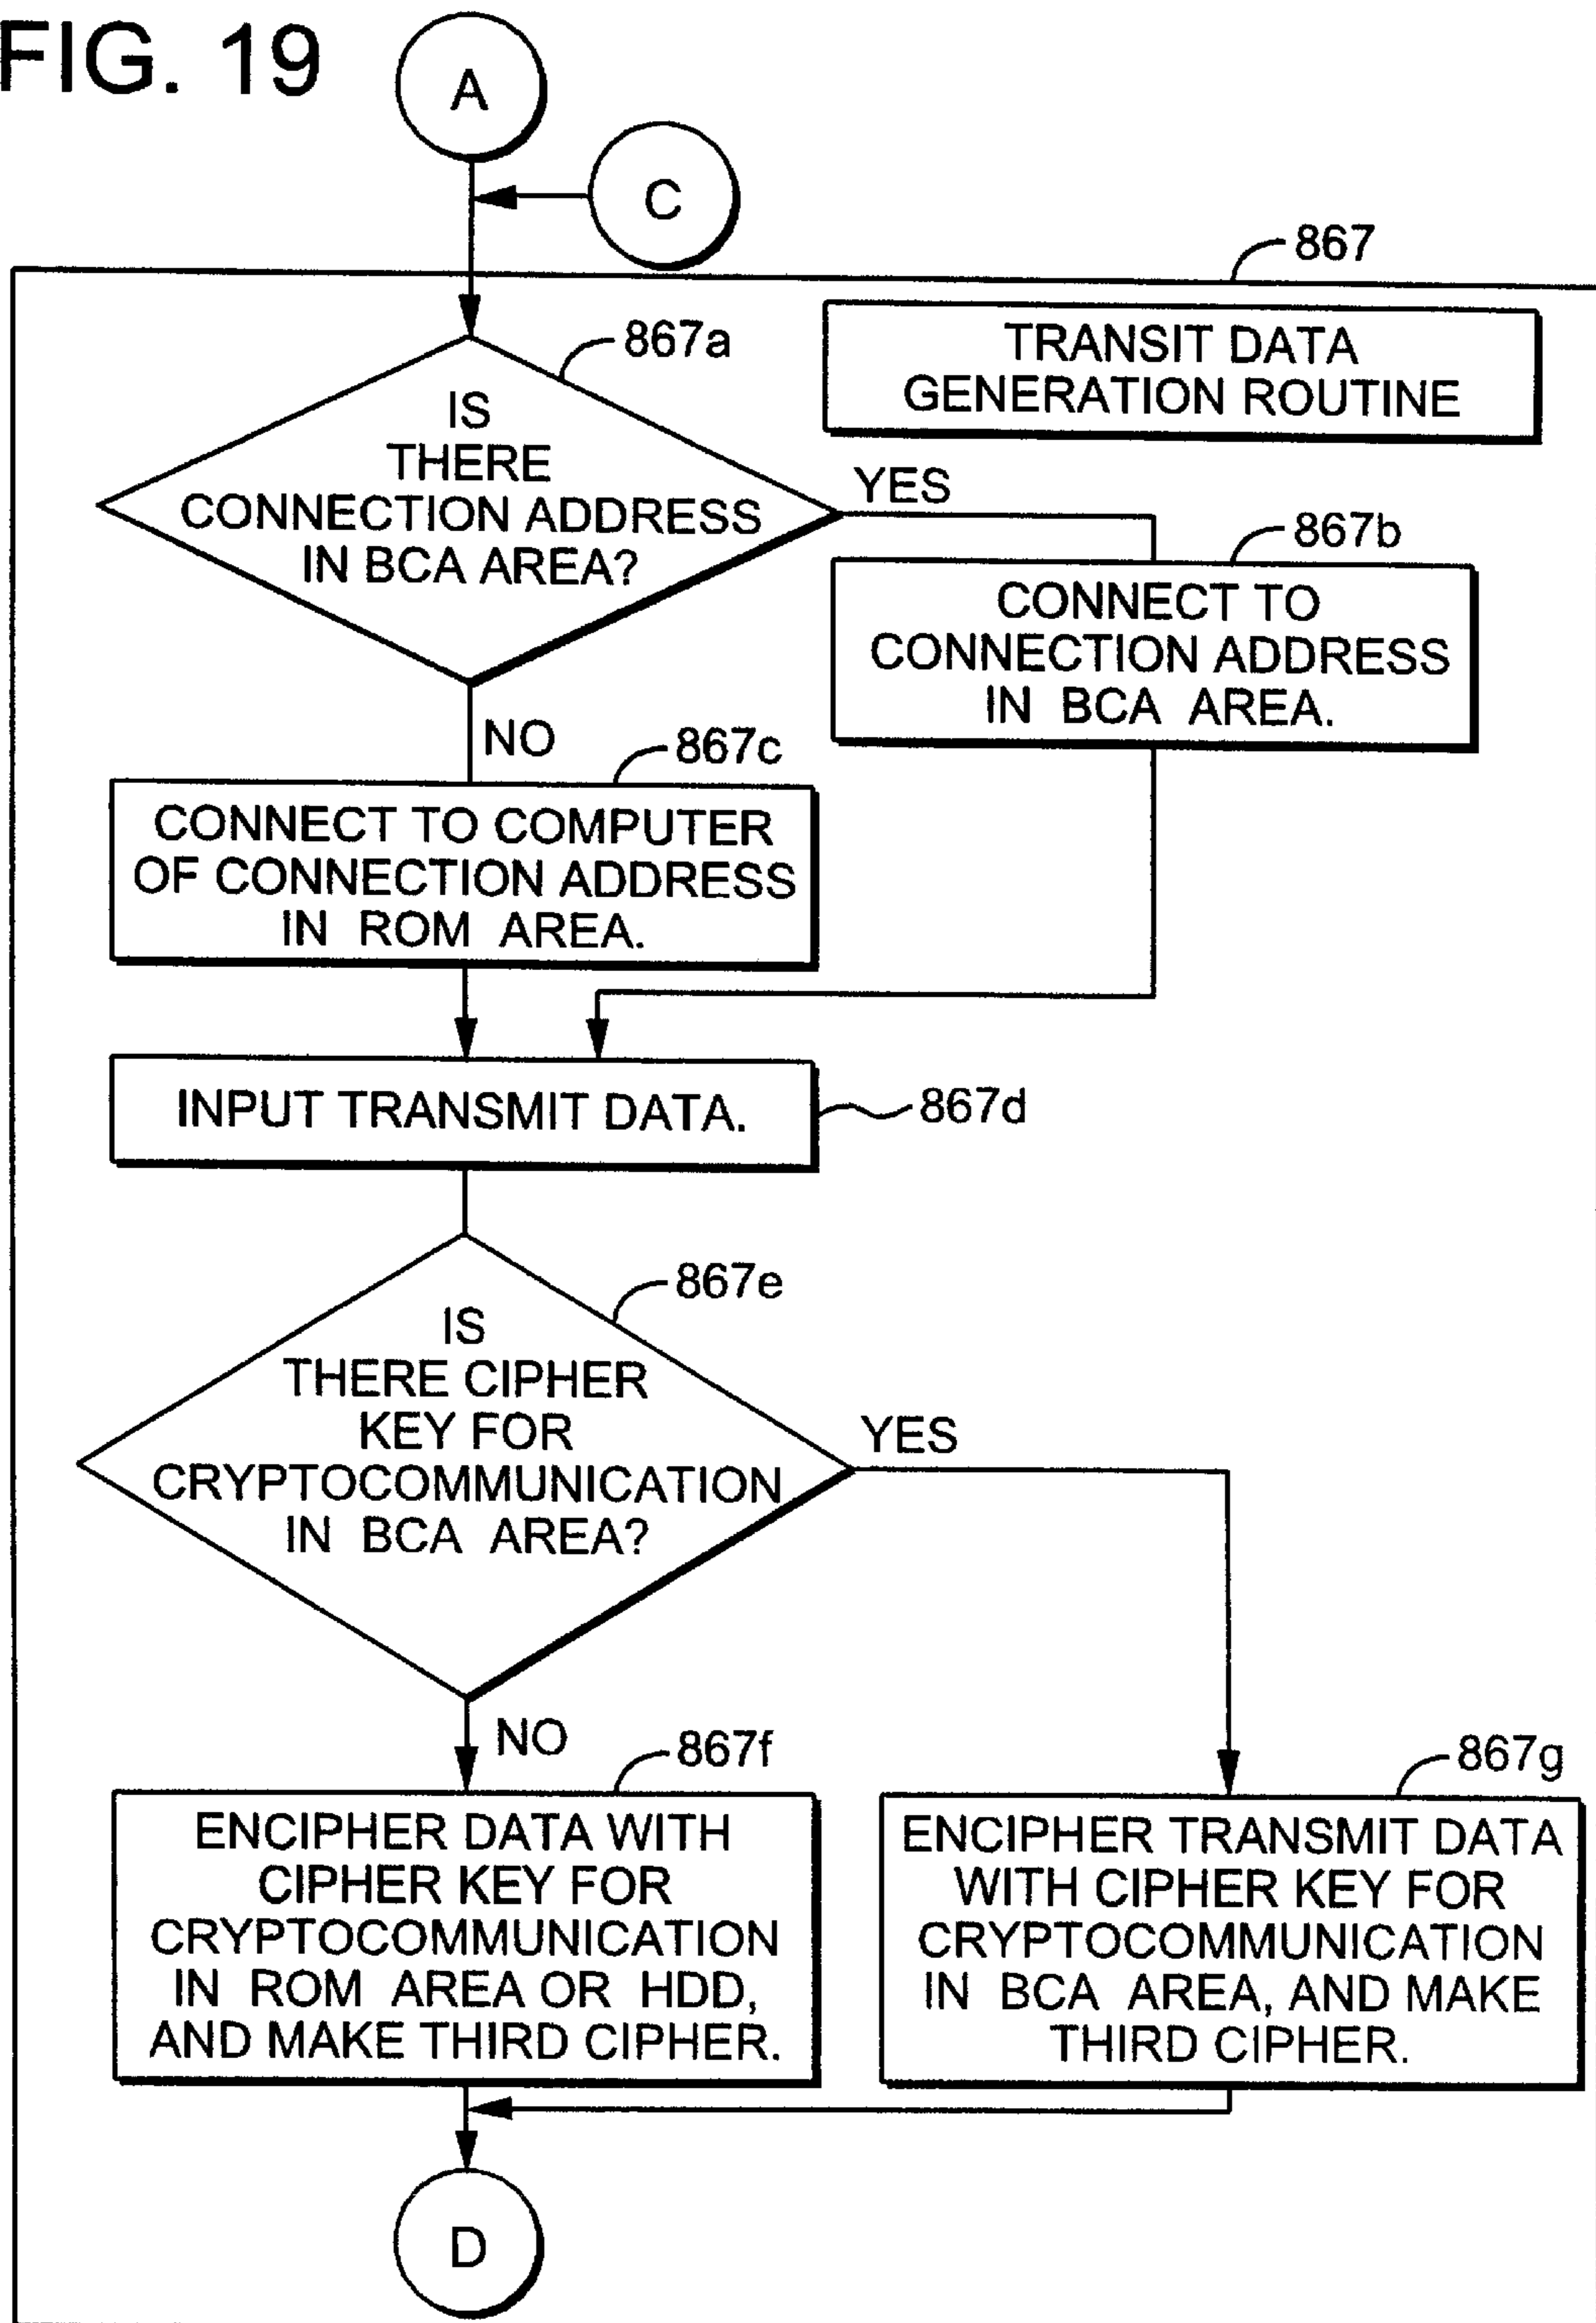 FIG. 19
A
C
867
TRANSIT DATA
GENERATION ROUTINE
867a
IS
THERE
CONNECTION ADDRESS
IN BCA AREA?
YES
867b
CONNECT TO
CONNECTION ADDRESS
IN BCA AREA.
NO
867c
CONNECT TO COMPUTER
OF CONNECTION ADDRESS
IN ROM AREA.
INPUT TRANSMIT DATA.
867d
867e
IS
THERE CIPHER
KEY FOR
CRYPTOCOMMUNICATION
IN BCA AREA?
YES
NO
867f
ENCIPHER DATA WITH
CIPHER KEY FOR
CRYPTOCOMMUNICATION
IN ROM AREA OR HDD,
AND MAKE THIRD CIPHER.
867g
ENCIPHER TRANSMIT DATA
WITH CIPHER KEY FOR
CRYPTOCOMMUNICATION
IN BCA AREA, AND MAKE
THIRD CIPHER.
D